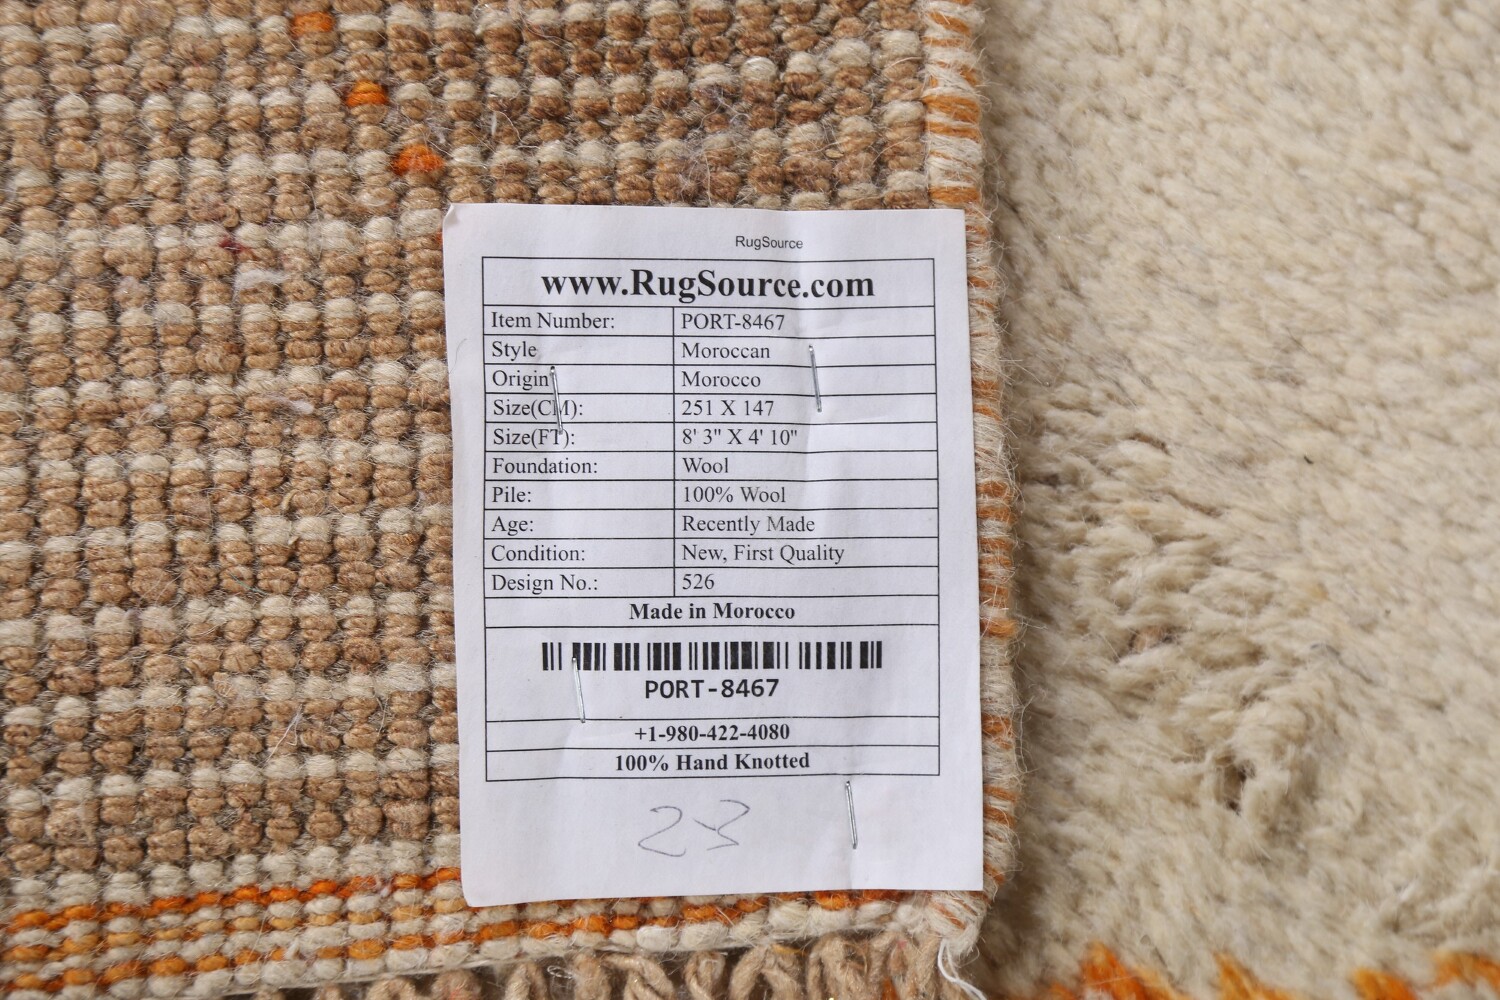 RugSource
www.RugSource.com
Item Number: PORT-8467
Style Moroccan
Origin Morocco
Size(CM): 251 X 147
Size(FT): 8' 3" X 4' 10"
Foundation: Wool
Pile: 100% Wool
Age: Recently Made
Condition: New, First Quality
Design No.: 526
Made in Morocco
PORT-8467
+1-980-422-4080
100% Hand Knotted
2-3